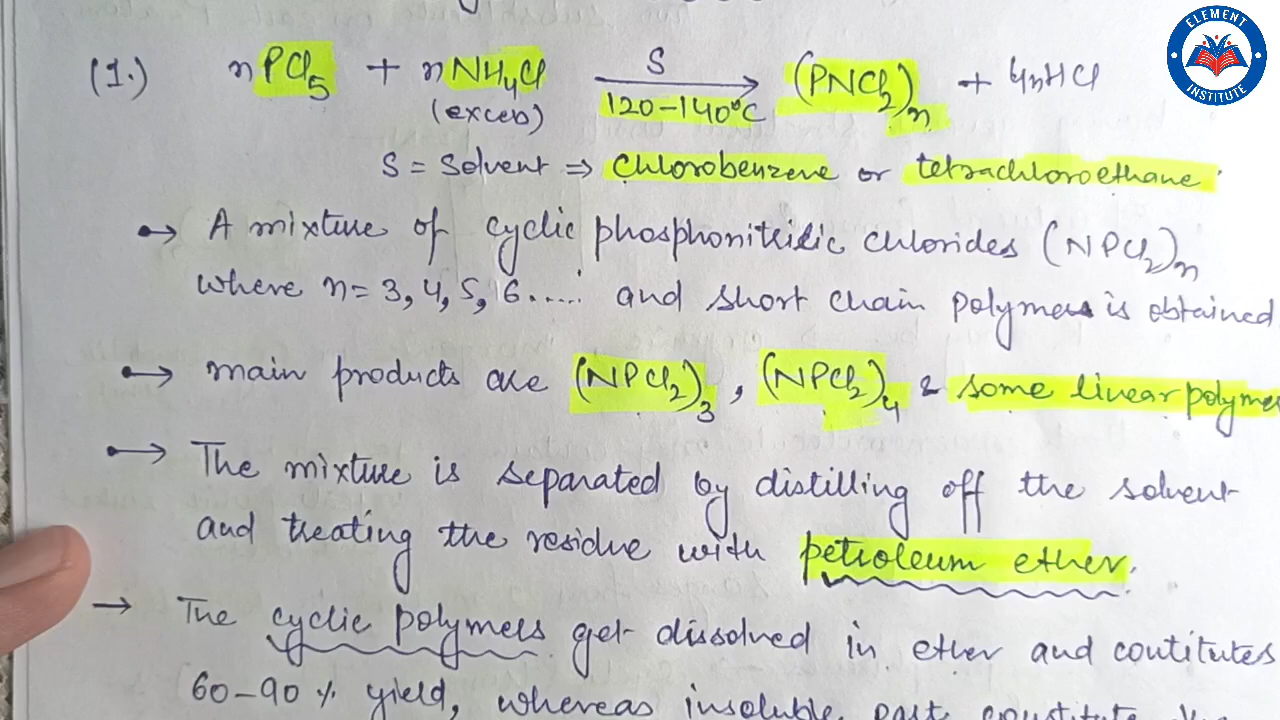 (1.) nPCl5 + nNH4Cl S (PNCl2)n + 4nHCl
(excess) 120-140°C
S = solvent ⇒ chlorobenzene or tetrachloroethane
→ A mixture of cyclic phosphonitrilic chlorides (NPCl2)n
where n= 3, 4, 5, 6..... and short chain polymers is obtained
→ main products are (NPCl2)3 , (NPCl2)4 & some linear polymer
→ The mixture is separated by distilling off the solvent
and treating the residue with petroleum ether.
→ The cyclic polymers get dissolved in ether and contitutes
60-90 % yield, whereas insoluble part constitute
ELEMENT
INSTITUTE